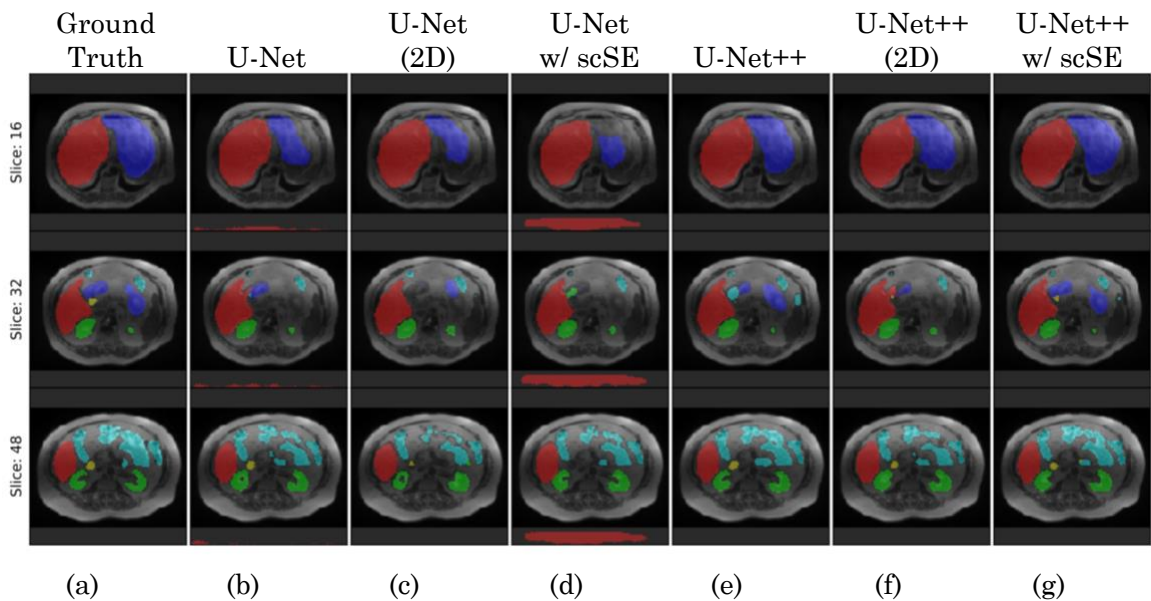 Ground
Truth
U-Net
U-Net
(2D)
U-Net
w/ scSE
U-Net++
U-Net++
(2D)
U-Net++
w/ scSE
Slice: 16
Slice: 32
Slice: 48
(a) (b) (c) (d) (e) (f) (g)